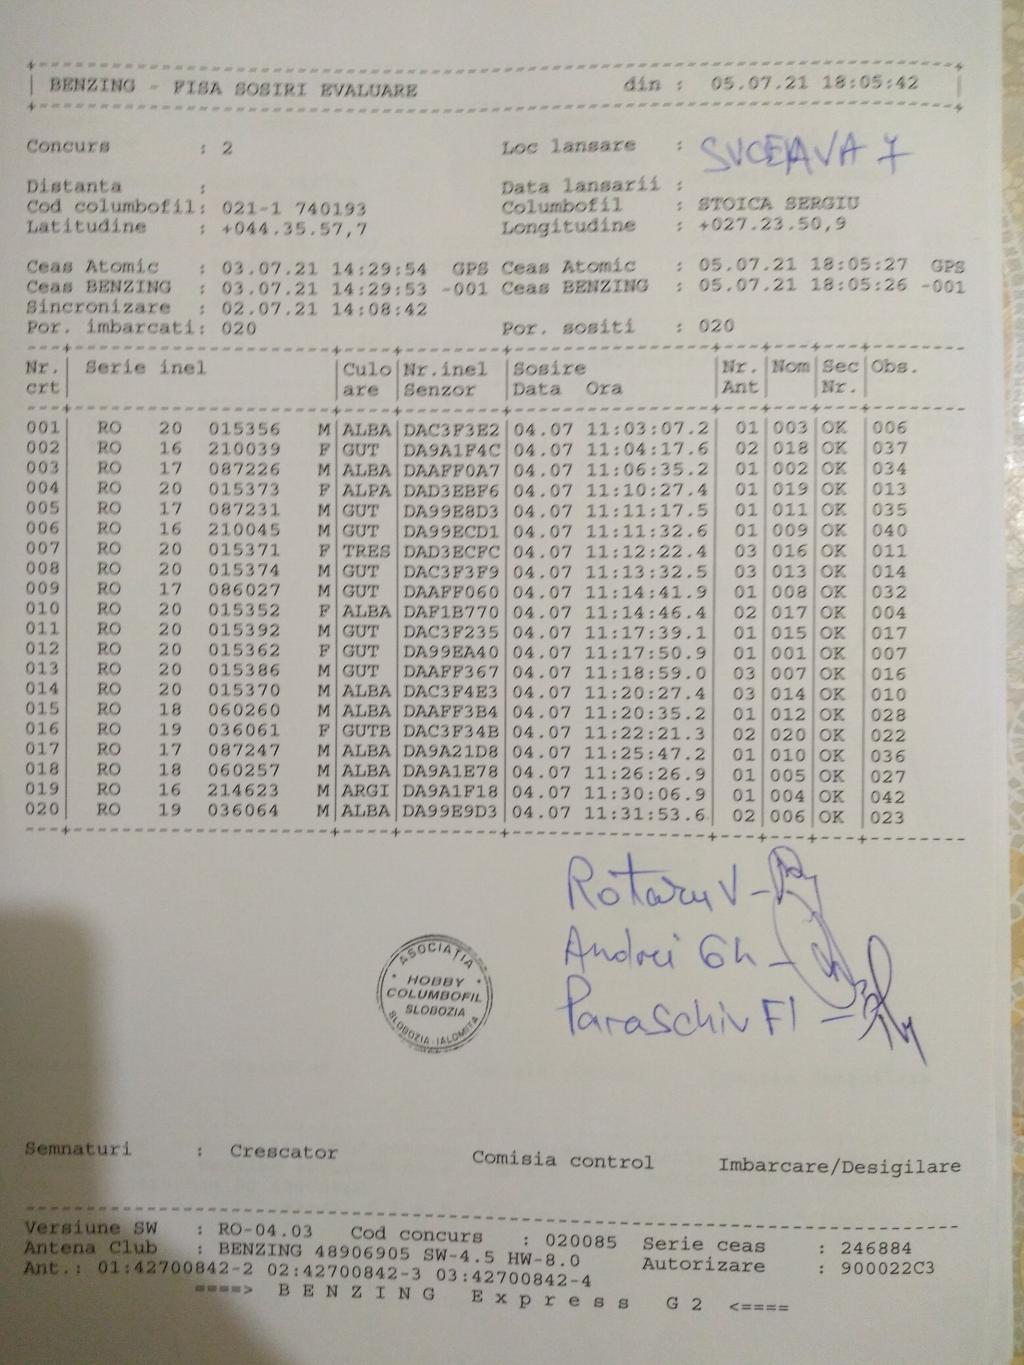 BENZING - FISA SOSIRI EVALUARE din : 05.07.21 18:05:42
Concurs : 2 Loc lansare : SUCEAVA 7
Distanta : Data lansarii :
Cod columbofil: 021-1 740193 Columbofil : STOICA SERGIU
Latitudine : +044.35.57,7 Longitudine : +027.23.50,9
Ceas Atomic : 03.07.21 14:29:54 GPS Ceas Atomic : 05.07.21 18:05:27 GPS
Ceas BENZING : 03.07.21 14:29:53 -001 Ceas BENZING : 05.07.21 18:05:26 -001
Sincronizare : 02.07.21 14:08:42
Por. imbarcati: 020 Por. sositi : 020
Nr. Serie inel Culo Nr.inel Sosire Nr. Nom Sec Obs.
crt are Senzor Data Ora Ant Nr.
001 RO 20 015356 M ALBA DAC3F3E2 04.07 11:03:07.2 01 003 OK 006
002 RO 16 210039 F GUT DA9A1F4C 04.07 11:04:17.6 02 018 OK 037
003 RO 17 087226 M ALBA DAAFF0A7 04.07 11:06:35.2 01 002 OK 034
004 RO 20 015373 F ALPA DAD3EBF6 04.07 11:10:27.4 01 019 OK 013
005 RO 17 087231 M GUT DA99E8D3 04.07 11:11:17.5 01 011 OK 035
006 RO 16 210045 M GUT DA99ECD1 04.07 11:11:32.6 01 009 OK 040
007 RO 20 015371 F TRES DAD3ECFC 04.07 11:12:22.4 03 016 OK 011
008 RO 20 015374 M GUT DAC3F3F9 04.07 11:13:32.5 03 013 OK 014
009 RO 17 086027 M GUT DAAFF060 04.07 11:14:41.9 01 008 OK 032
010 RO 20 015352 F ALBA DAF1B770 04.07 11:14:46.4 02 017 OK 004
011 RO 20 015392 M GUT DAC3F235 04.07 11:17:39.1 01 015 OK 017
012 RO 20 015362 F GUT DA99EA40 04.07 11:17:50.9 01 001 OK 007
013 RO 20 015386 M GUT DAAFF367 04.07 11:18:59.0 03 007 OK 016
014 RO 20 015370 M ALBA DAC3F4E3 04.07 11:20:27.4 03 014 OK 010
015 RO 18 060260 M ALBA DAAFF3B4 04.07 11:20:35.2 01 012 OK 028
016 RO 19 036061 F GUTB DAC3F34B 04.07 11:22:21.3 02 020 OK 022
017 RO 17 087247 M ALBA DA9A21D8 04.07 11:25:47.2 01 010 OK 036
018 RO 18 060257 M ALBA DA9A1E78 04.07 11:26:26.9 01 005 OK 027
019 RO 16 214623 M ARGI DA9A1F18 04.07 11:30:06.9 01 004 OK 042
020 RO 19 036064 M ALBA DA99E9D3 04.07 11:31:53.6 02 006 OK 023
Rotaru V -
Andrei Gh -
Paraschiv Fl -
ASOCIAȚIA
HOBBY
COLUMBOFIL
SLOBOZIA
SLOBOZIA-IALOMIȚA
Semnaturi : Crescator Comisia control Imbarcare/Desigilare
Versiune SW : RO-04.03 Cod concurs : 020085 Serie ceas : 246884
Antena Club : BENZING 48906905 SW-4.5 HW-8.0 Autorizare : 900022C3
Ant.: 01:42700842-2 02:42700842-3 03:42700842-4
====> B E N Z I N G E x p r e s s G 2 <====